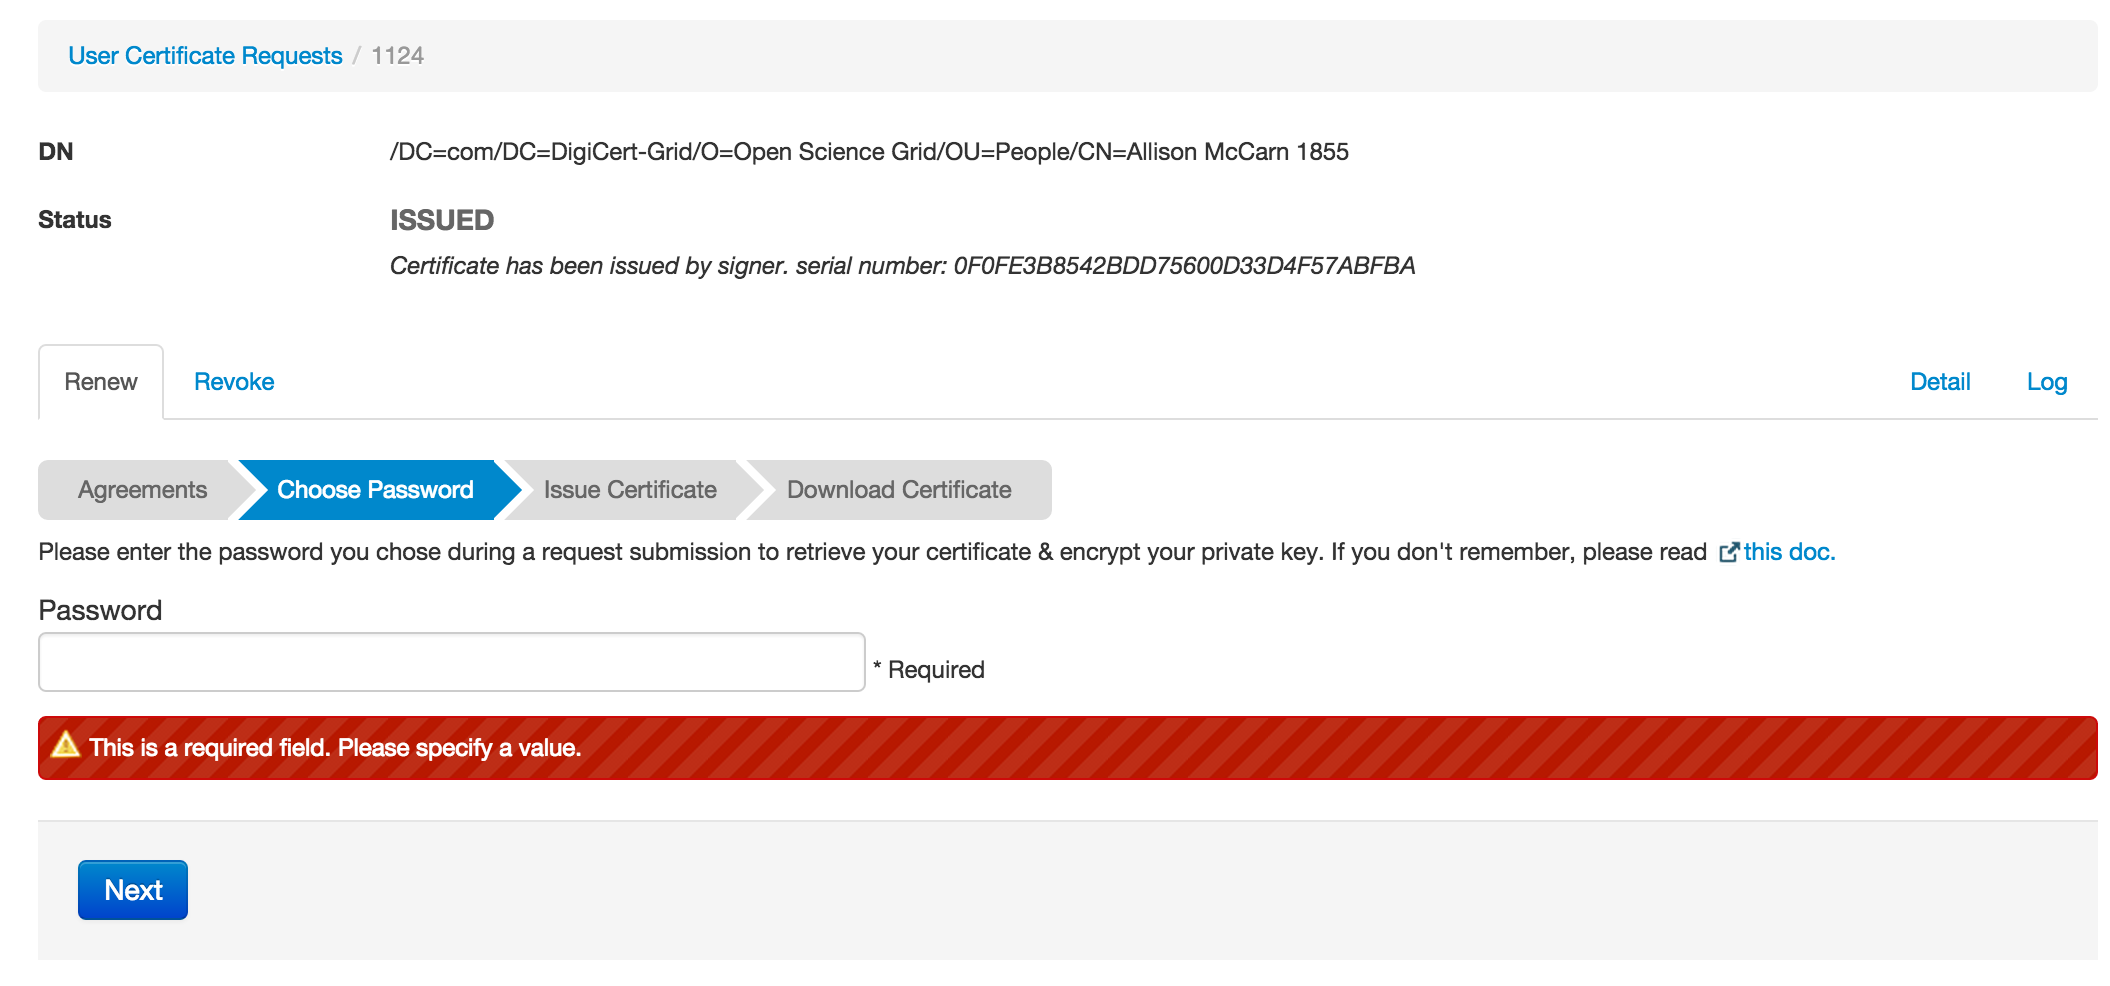 User Certificate Requests / 1124
DN /DC=com/DC=DigiCert-Grid/O=Open Science Grid/OU=People/CN=Allison McCarn 1855
Status ISSUED
Certificate has been issued by signer. serial number: 0F0FE3B8542BDD75600D33D4F57ABFBA
Renew Revoke Detail Log
Agreements Choose Password Issue Certificate Download Certificate
Please enter the password you chose during a request submission to retrieve your certificate & encrypt your private key. If you don't remember, please read this doc.
Password
* Required
This is a required field. Please specify a value.
Next